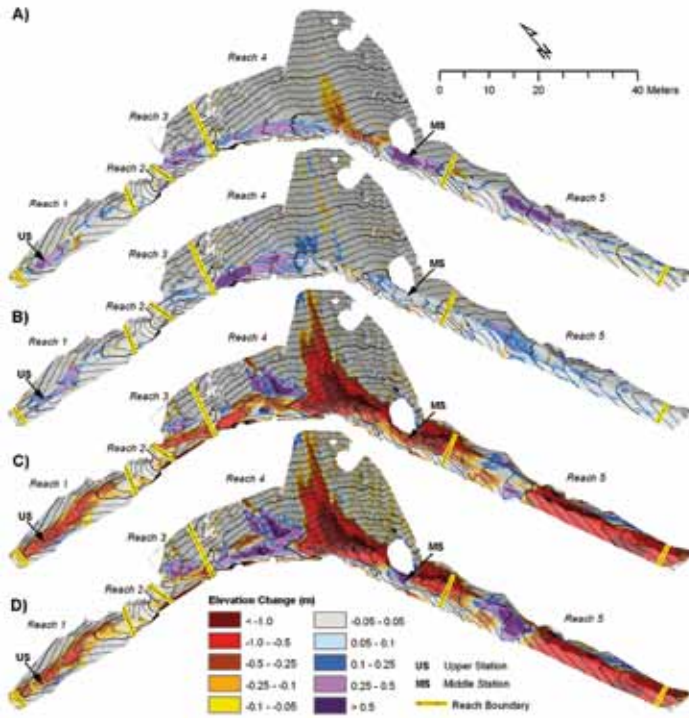 A)
Reach 4
0 20 40 Meters
Reach 3
MS
Reach 2
Reach 1
Reach 5
US
Reach 4
Reach 3
MS
B)
Reach 2
Reach 1
Reach 5
US
Reach 4
MS
Reach 3
Reach 2
C)
Reach 1
Reach 5
US
Reach 4
MS
Reach 3
Reach 2
D)
Reach 1
Reach 5
US
Elevation Change (m)
< -1.0
-1.0 - -0.5
-0.5 - -0.25
-0.25 - -0.1
-0.1 - -0.05
-0.05 - 0.05
0.05 - 0.1
0.1 - 0.25
0.25 - 0.5
> 0.5
US Upper Station
MS Middle Station
Reach Boundary